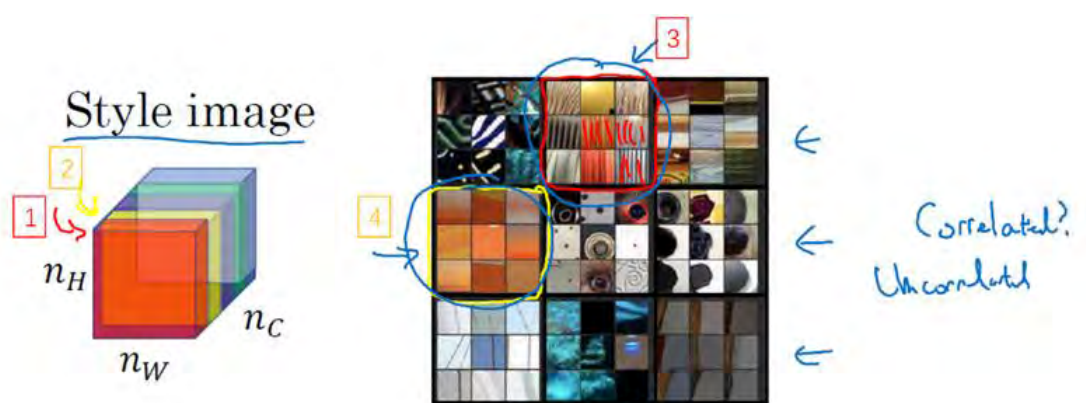 Style image
2
1
n_H
n_W
n_C
3
4
Correlated?
Uncorrelated